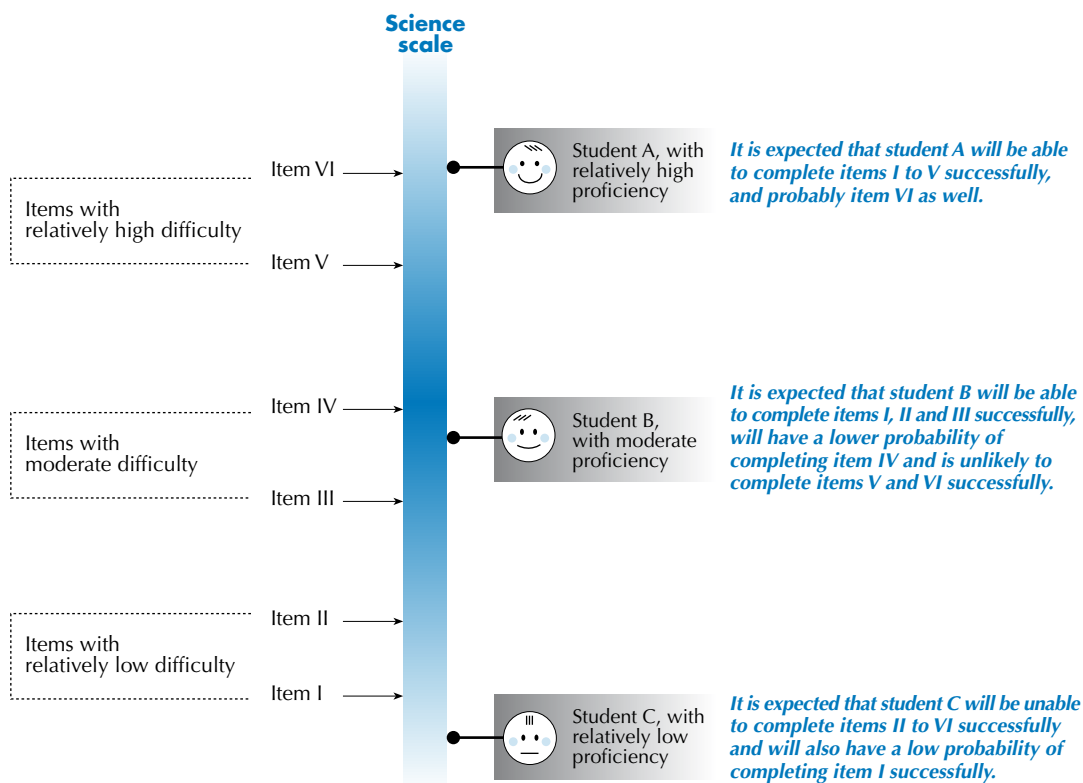 Science
scale
Item VI
Items with
relatively high difficulty
Item V
Student A, with
relatively high
proficiency
It is expected that student A will be able
to complete items I to V successfully,
and probably item VI as well.
Item IV
Items with
moderate difficulty
Item III
Student B,
with moderate
proficiency
It is expected that student B will be able
to complete items I, II and III successfully,
will have a lower probability of
completing item IV and is unlikely to
complete items V and VI successfully.
Item II
Items with
relatively low difficulty
Item I
Student C, with
relatively low
proficiency
It is expected that student C will be unable
to complete items II to VI successfully
and will also have a low probability of
completing item I successfully.